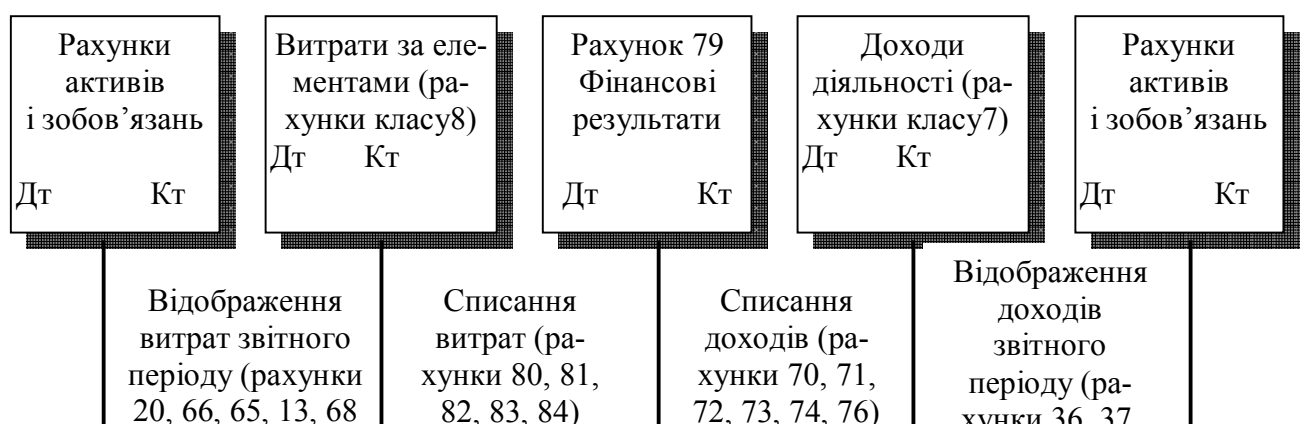 Рахунки
активів
і зобов’язань
Дт Кт
Витрати за еле-
ментами (ра-
хунки класу8)
Дт Кт
Рахунок 79
Фінансові
результати
Дт Кт
Доходи
діяльності (ра-
хунки класу7)
Дт Кт
Рахунки
активів
і зобов’язань
Дт Кт
Відображення
витрат звітного
періоду (рахунки
20, 66, 65, 13, 68
Списання
витрат (ра-
хунки 80, 81,
82, 83, 84)
Списання
доходів (ра-
хунки 70, 71,
72, 73, 74, 76)
Відображення
доходів
звітного
періоду (ра-
хунки 36, 37